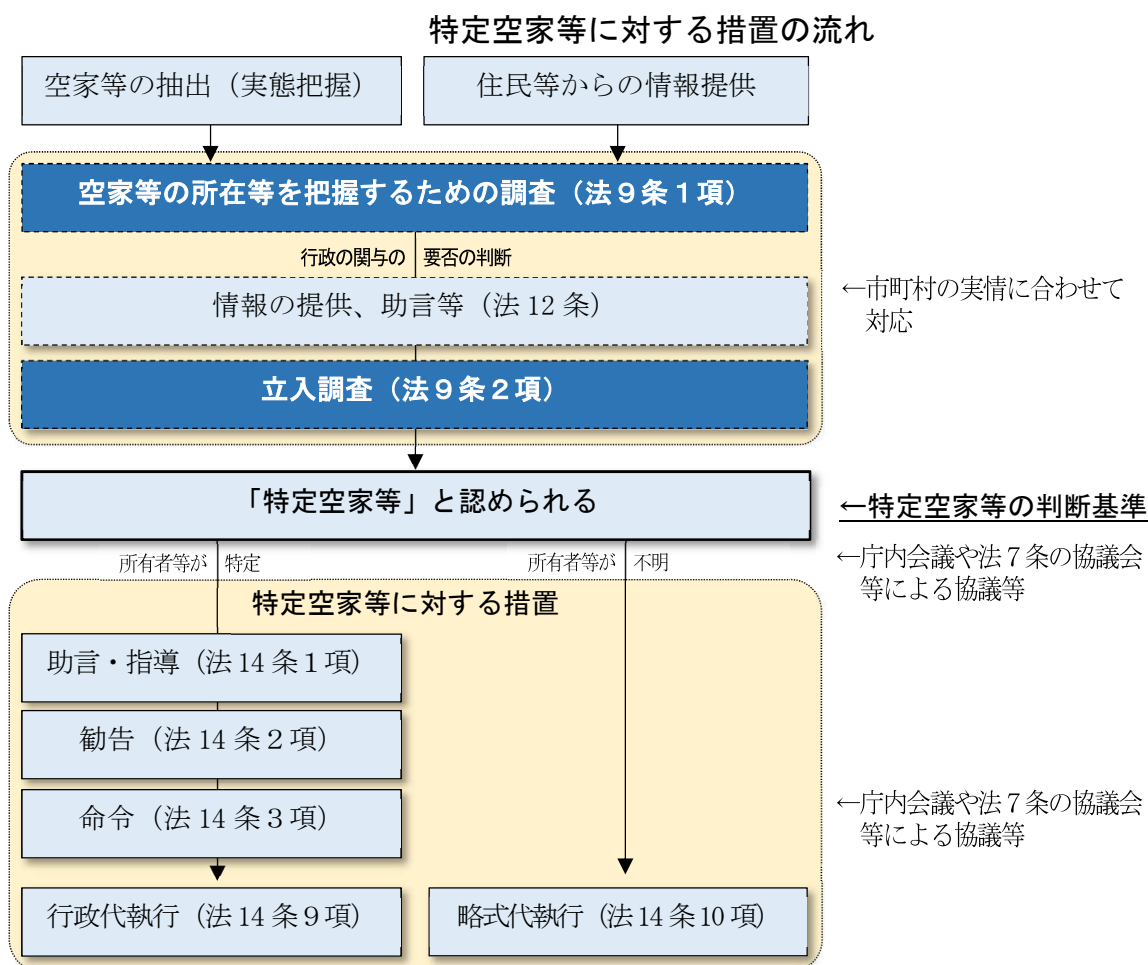 特定空家等に対する措置の流れ
空家等の抽出（実態把握）
住民等からの情報提供
空家等の所在等を把握するための調査（法９条１項）
行政の関与の 要否の判断
情報の提供、助言等（法 12 条）
←市町村の実情に合わせて
対応
立入調査（法９条２項）
「特定空家等」と認められる
←特定空家等の判断基準
所有者等が 特定
所有者等が 不明
←庁内会議や法７条の協議会
等による協議等
特定空家等に対する措置
助言・指導（法 14 条１項）
勧告（法 14 条２項）
命令（法 14 条３項）
←庁内会議や法７条の協議会
等による協議等
行政代執行（法 14 条９項）
略式代執行（法 14 条 10 項）